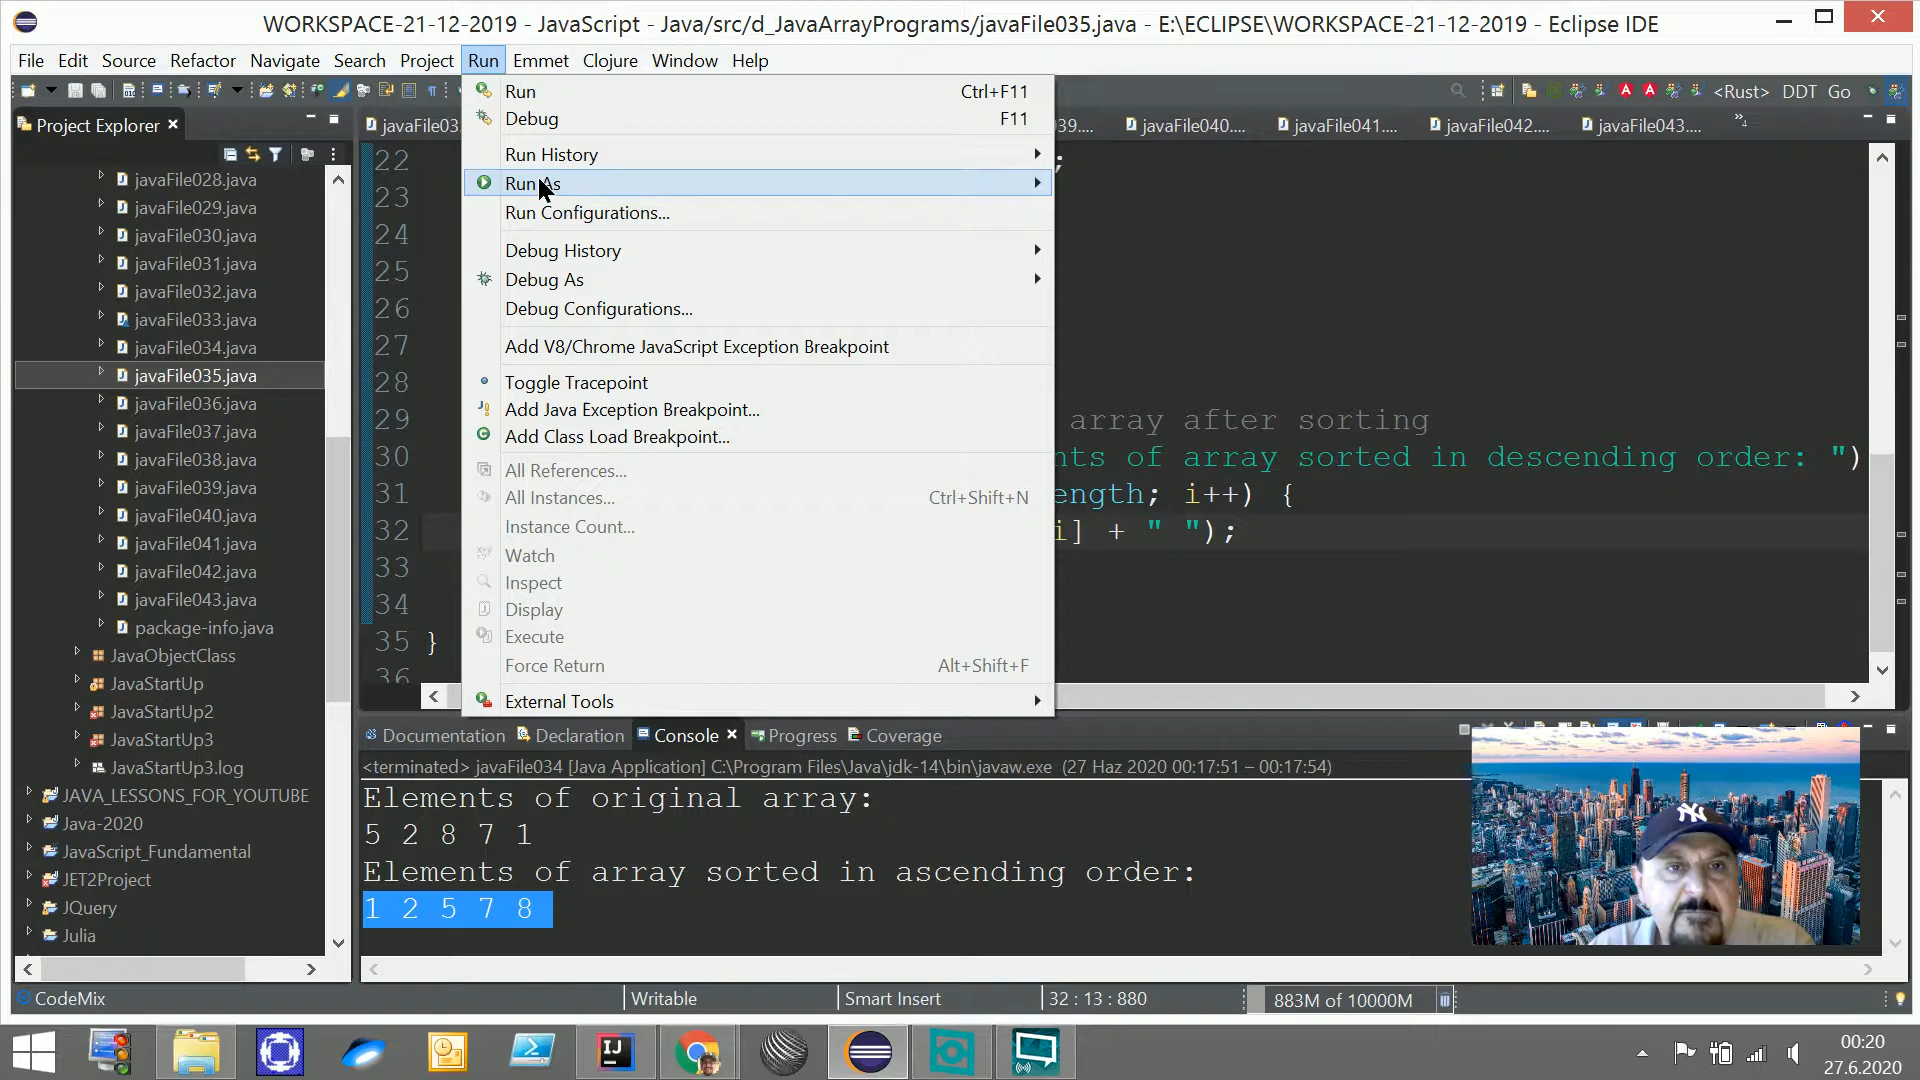 WORKSPACE-21-12-2019 - JavaScript - Java/src/d_JavaArrayPrograms/javaFile035.java - E:\ECLIPSE\WORKSPACE-21-12-2019 - Eclipse IDE
File Edit Source Refactor Navigate Search Project Run Emmet Clojure Window Help
<Rust> DDT Go
Project Explorer
javaFile03
39....
javaFile040....
javaFile041....
javaFile042....
javaFile043....
4
Run Ctrl+F11
Debug F11
Run History
Run As
Run Configurations...
Debug History
Debug As
Debug Configurations...
Add V8/Chrome JavaScript Exception Breakpoint
Toggle Tracepoint
Add Java Exception Breakpoint...
Add Class Load Breakpoint...
All References...
All Instances... Ctrl+Shift+N
Instance Count...
Watch
Inspect
Display
Execute
Force Return Alt+Shift+F
External Tools
javaFile028.java
javaFile029.java
javaFile030.java
javaFile031.java
javaFile032.java
javaFile033.java
javaFile034.java
javaFile035.java
javaFile036.java
javaFile037.java
javaFile038.java
javaFile039.java
javaFile040.java
javaFile041.java
javaFile042.java
javaFile043.java
package-info.java
JavaObjectClass
JavaStartUp
JavaStartUp2
JavaStartUp3
JavaStartUp3.log
JAVA_LESSONS_FOR_YOUTUBE
Java-2020
JavaScript_Fundamental
JET2Project
JQuery
Julia
22 ;
23
24
25
26
27
28
29 array after sorting
30 nts of array sorted in descending order: ")
31 ength; i++) {
32 i] + " ");
33
34
35 }
36
Documentation Declaration Console Progress Coverage
<terminated> javaFile034 [Java Application] C:\Program Files\Java\jdk-14\bin\javaw.exe (27 Haz 2020 00:17:51 – 00:17:54)
Elements of original array:
5 2 8 7 1
Elements of array sorted in ascending order:
1 2 5 7 8
CodeMix
Writable
Smart Insert
32 : 13 : 880
883M of 10000M
IJ
00:20
27.6.2020